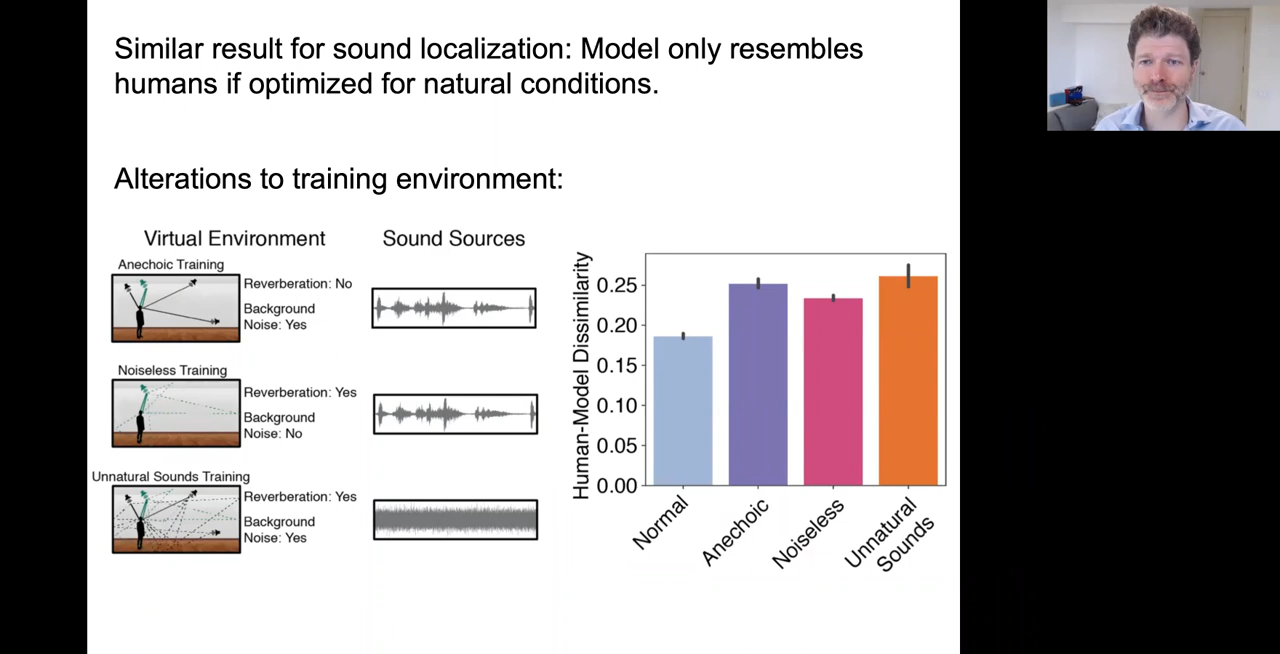 Similar result for sound localization: Model only resembles
humans if optimized for natural conditions.
Alterations to training environment:
Virtual Environment
Sound Sources
Anechoic Training
Reverberation: No
Background
Noise: Yes
Noiseless Training
Reverberation: Yes
Background
Noise: No
Unnatural Sounds Training
Reverberation: Yes
Background
Noise: Yes
Human-Model Dissimilarity
0.25
0.20
0.15
0.10
0.05
0.00
Normal
Anechoic
Noiseless
Unnatural
Sounds